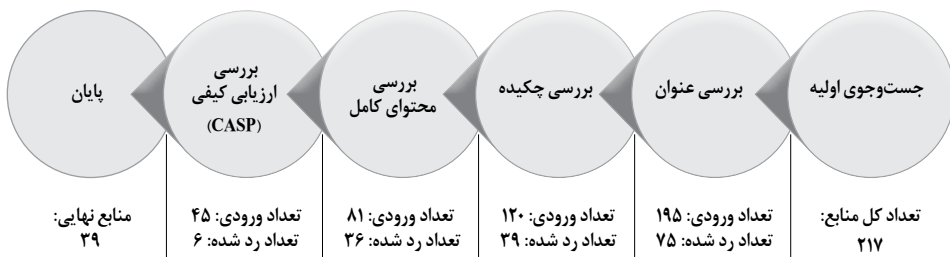 جست‌وجوی اولیه
بررسی عنوان
بررسی چکیده
بررسی
محتوای کامل
بررسی
ارزیابی کیفی
(CASP)
پایان
تعداد کل منابع:
۲۱۷
تعداد ورودی: ۱۹۵
تعداد رد شده: ۷۵
تعداد ورودی: ۱۲۰
تعداد رد شده: ۳۹
تعداد ورودی: ۸۱
تعداد رد شده: ۳۶
تعداد ورودی: ۴۵
تعداد رد شده: ۶
منابع نهایی:
۳۹